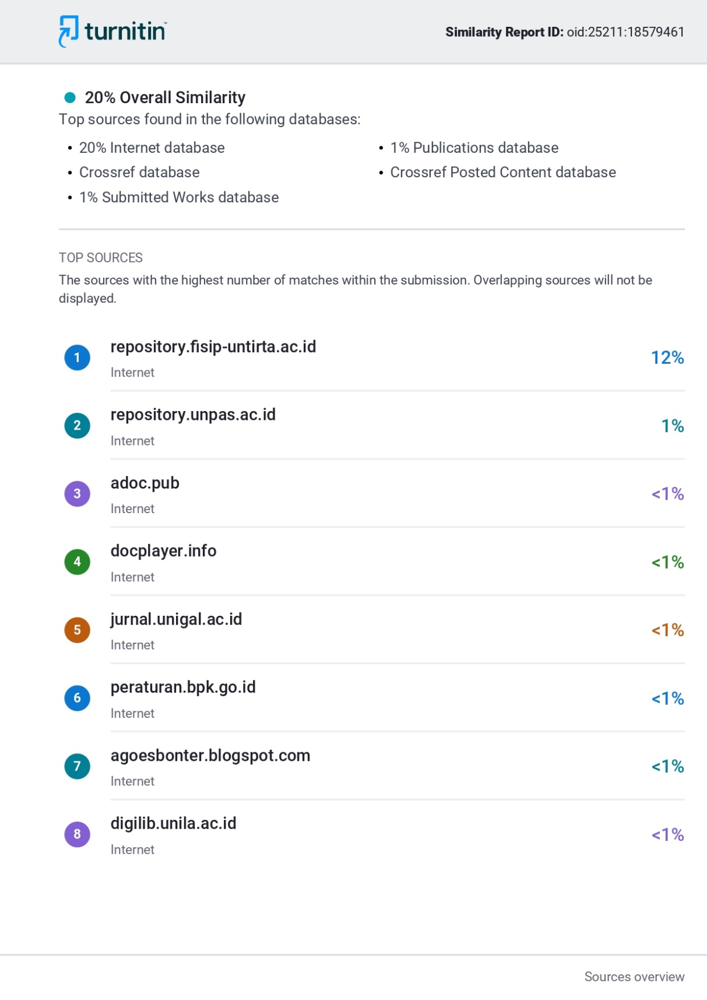 turnitin™
Similarity Report ID: oid:25211:18579461
20% Overall Similarity
Top sources found in the following databases:
• 20% Internet database
• 1% Publications database
• Crossref database
• Crossref Posted Content database
• 1% Submitted Works database
TOP SOURCES
The sources with the highest number of matches within the submission. Overlapping sources will not be
displayed.
1
repository.fisip-untirta.ac.id
Internet
12%
2
repository.unpas.ac.id
Internet
1%
3
adoc.pub
Internet
<1%
4
docplayer.info
Internet
<1%
5
jurnal.unigal.ac.id
Internet
<1%
6
peraturan.bpk.go.id
Internet
<1%
7
agoesbonter.blogspot.com
Internet
<1%
8
digilib.unila.ac.id
Internet
<1%
Sources overview